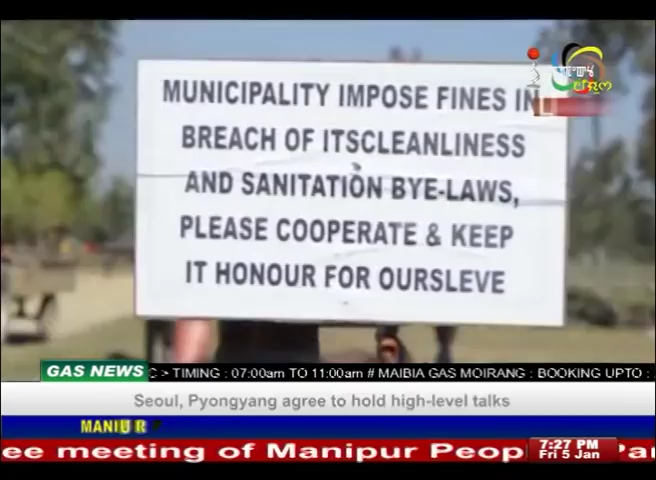 MUNICIPALITY IMPOSE FINES IN
BREACH OF ITSCLEANLINESS
AND SANITATION BYE-LAWS,
PLEASE COOPERATE & KEEP
IT HONOUR FOR OURSLEVE
GAS NEWS
> TIMING : 07:00am TO 11:00am # MAIBIA GAS MOIRANG : BOOKING UPTO :
Seoul, Pyongyang agree to hold high-level talks
MANIUR P
ee meeting of Manipur Peop
7:27 PM
Fri 5 Jan